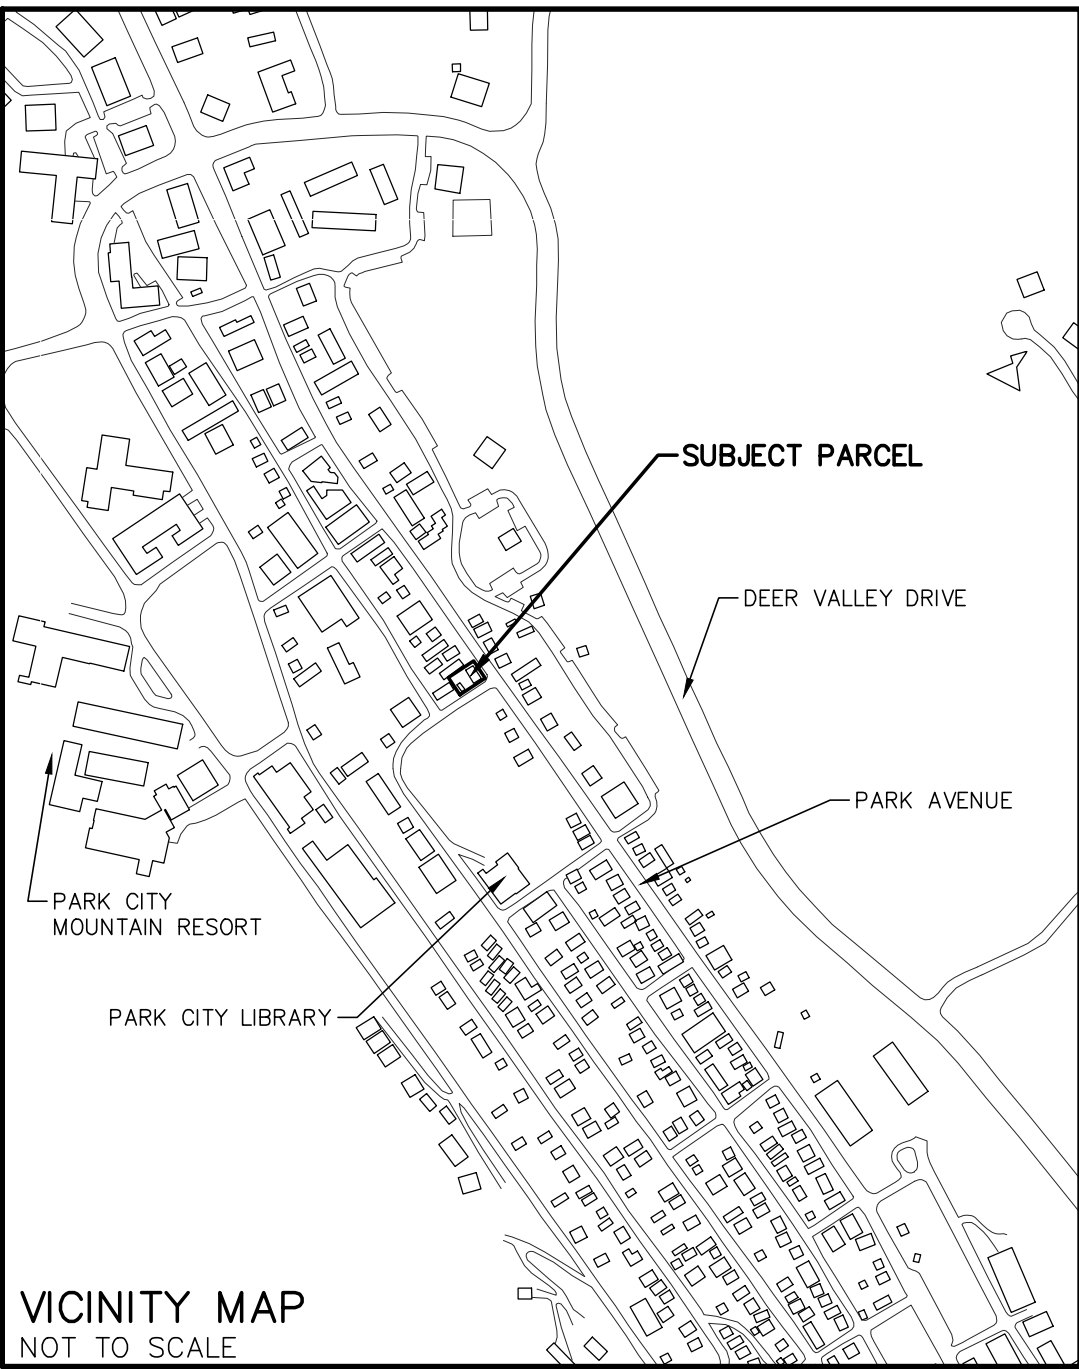 SUBJECT PARCEL
DEER VALLEY DRIVE
PARK AVENUE
PARK CITY
MOUNTAIN RESORT
PARK CITY LIBRARY
VICINITY MAP
NOT TO SCALE